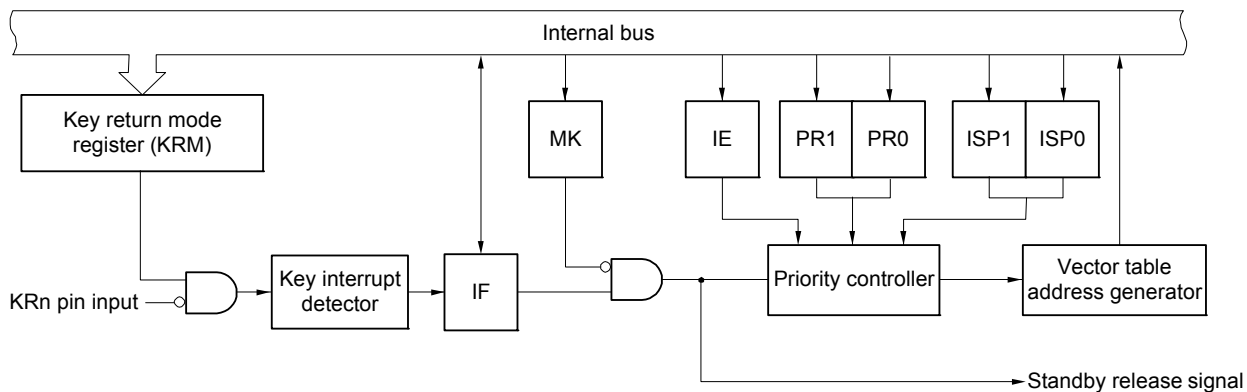 Internal bus
Key return mode
register (KRM)
MK
IE
PR1
PR0
ISP1
ISP0
Key interrupt
detector
IF
Priority controller
Vector table
address generator
KRn pin input
Standby release signal